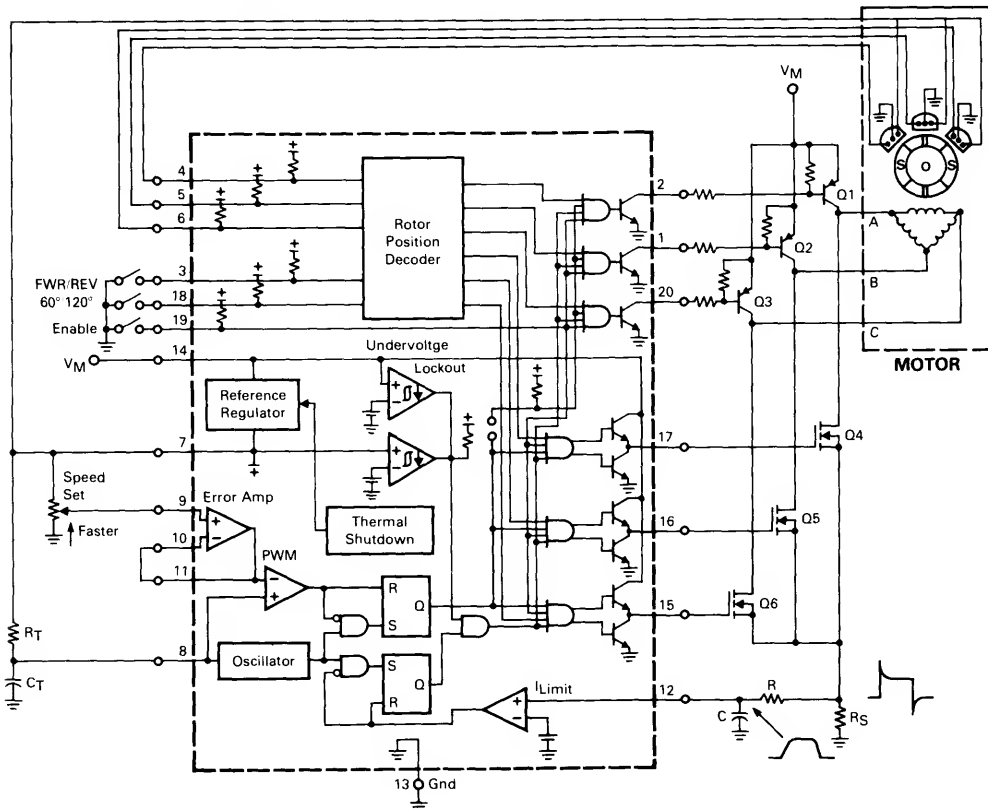 V_M
4
5
6
2
Q1
A
Rotor
Position
Decoder
1
Q2
B
3
FWR/REV
60° 120°
18
20
Q3
Enable
19
C
S
S
O
MOTOR
V_M
14
Undervoltge
Lockout
Reference
Regulator
17
Q4
7
Speed
Set
9
Error Amp
Faster
Thermal
Shutdown
16
Q5
10
11
PWM
R
Q
S
15
Q6
R_T
8
Oscillator
S
Q
R
C_T
I_Limit
12
R
C
R_S
13 Gnd